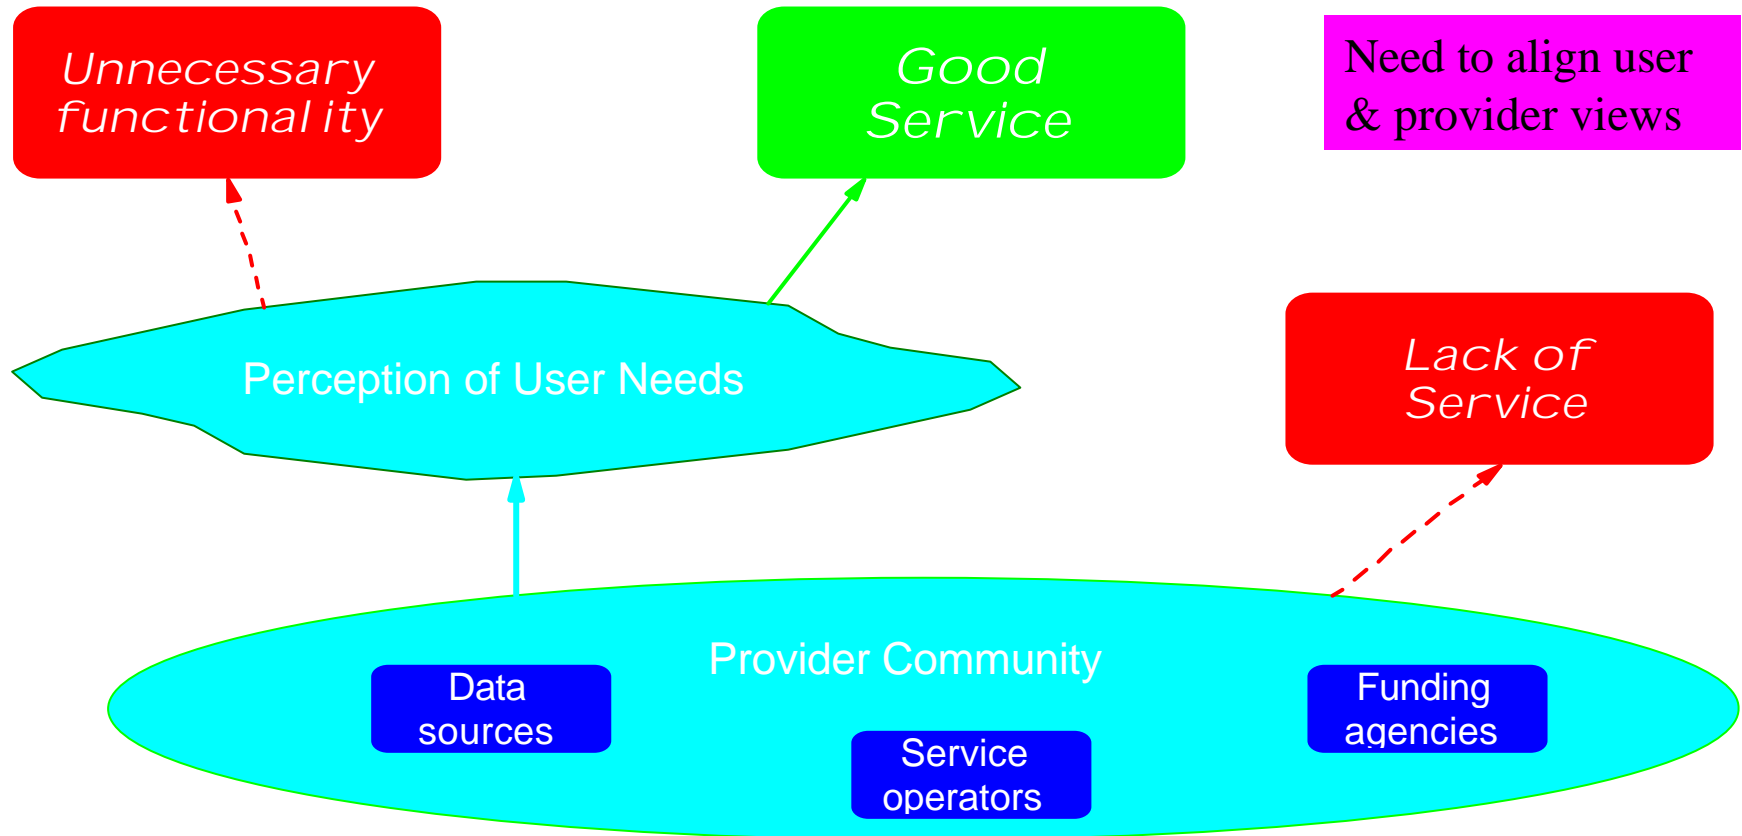 Unnecessary
functionality
Good
Service
Need to align user
& provider views
Perception of User Needs
Lack of
Service
Provider Community
Data
sources
Funding
agencies
Service
operators